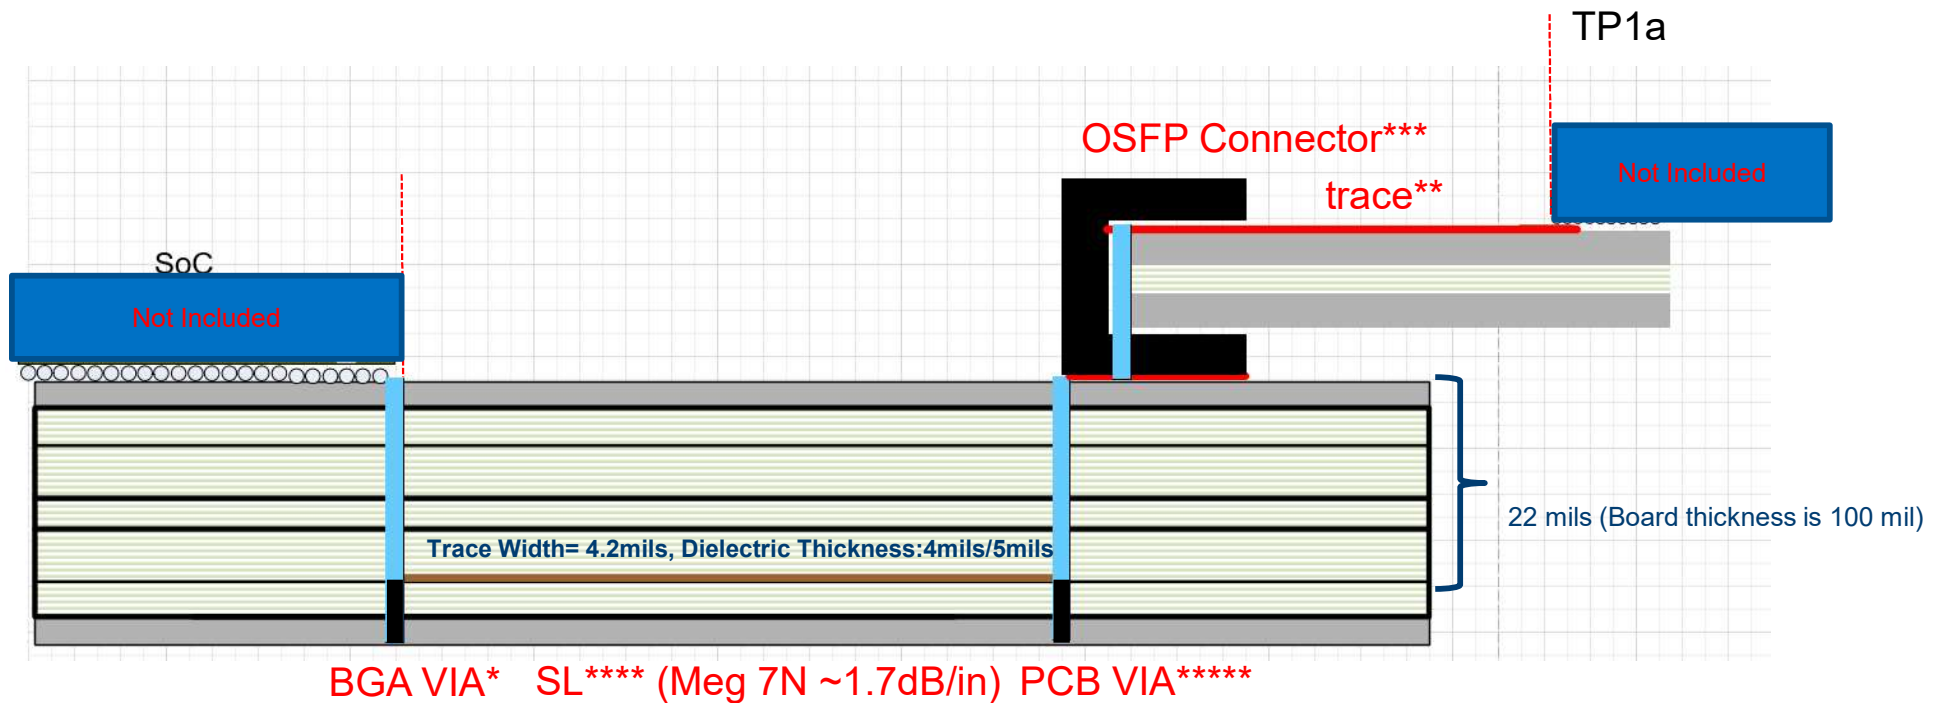 TP1a
OSFP Connector***
Not Included
trace**
SoC
Not Included
22 mils (Board thickness is 100 mil)
Trace Width= 4.2mils, Dielectric Thickness:4mils/5mils
BGA VIA* SL**** (Meg 7N ~1.7dB/in) PCB VIA*****